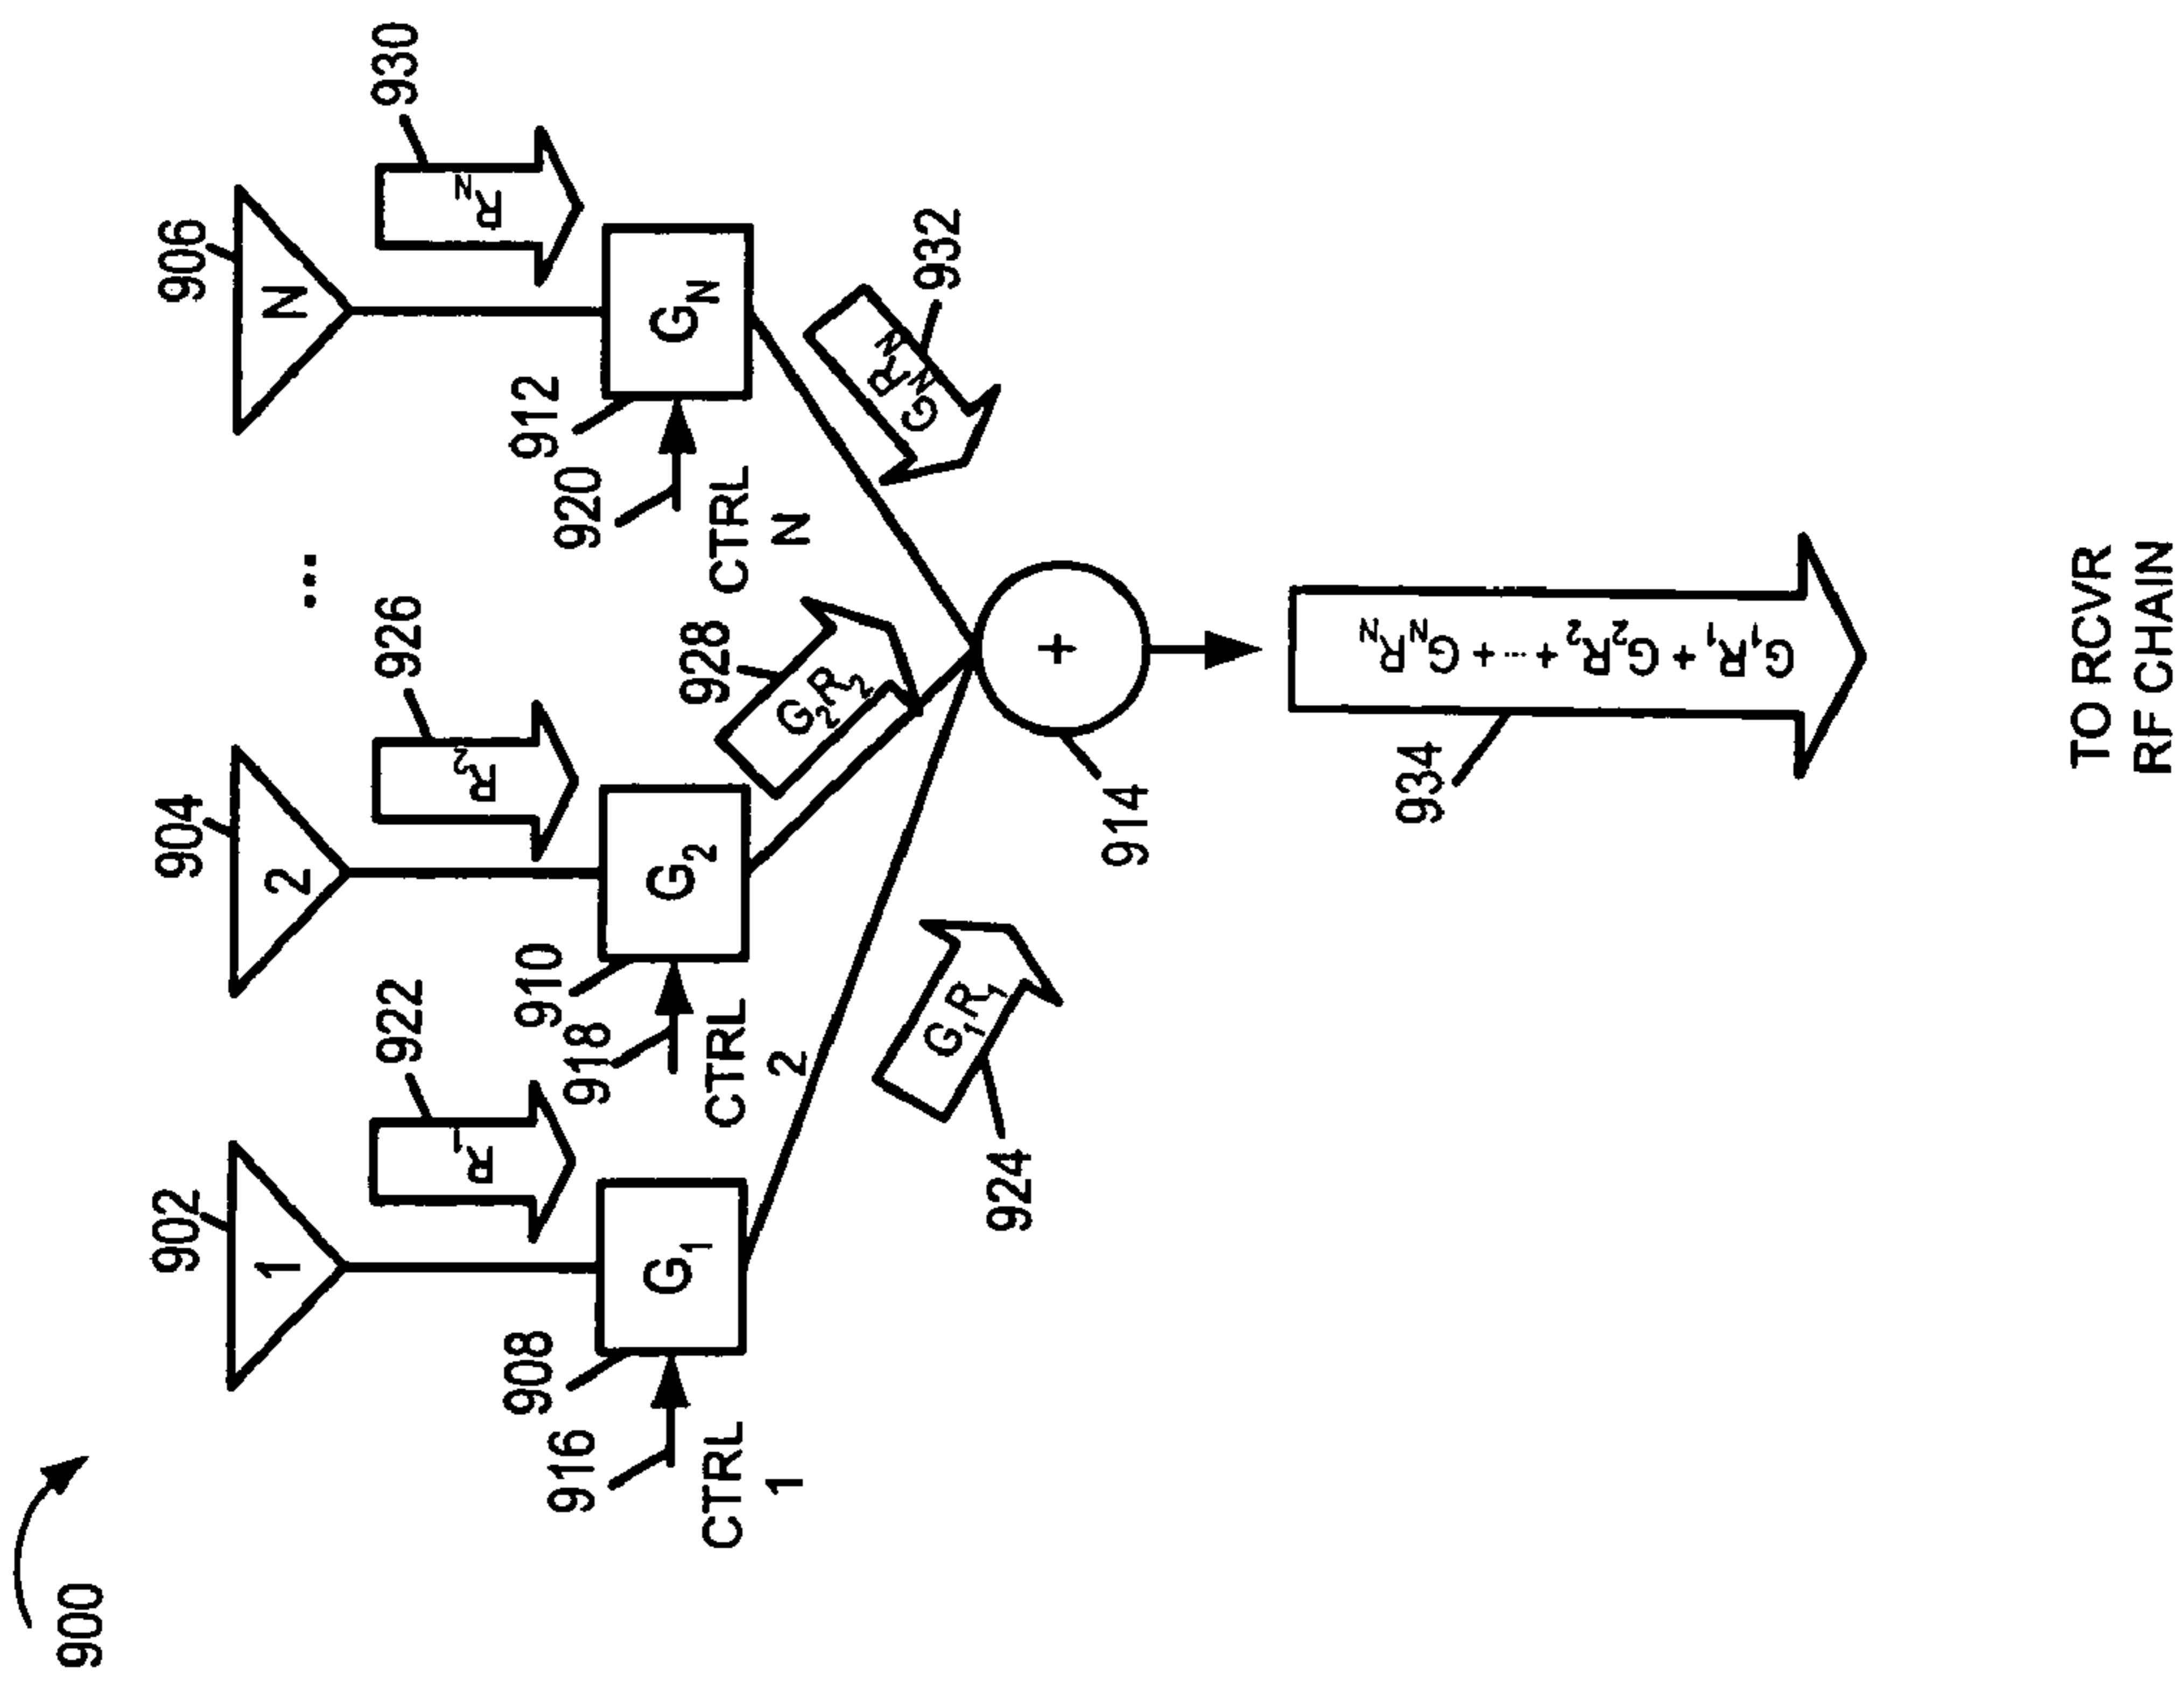 900
902
904
906
1
2
...
N
922
R1
926
R2
930
RN
908
910
912
916
918
920
G1
G2
GN
CTRL
1
CTRL
2
CTRL
N
924
G1R1
928
G2R2
932
GNRN
+
914
934
G1R1 + G2R2 + ... + GNRN
TO RCVR
RF CHAIN